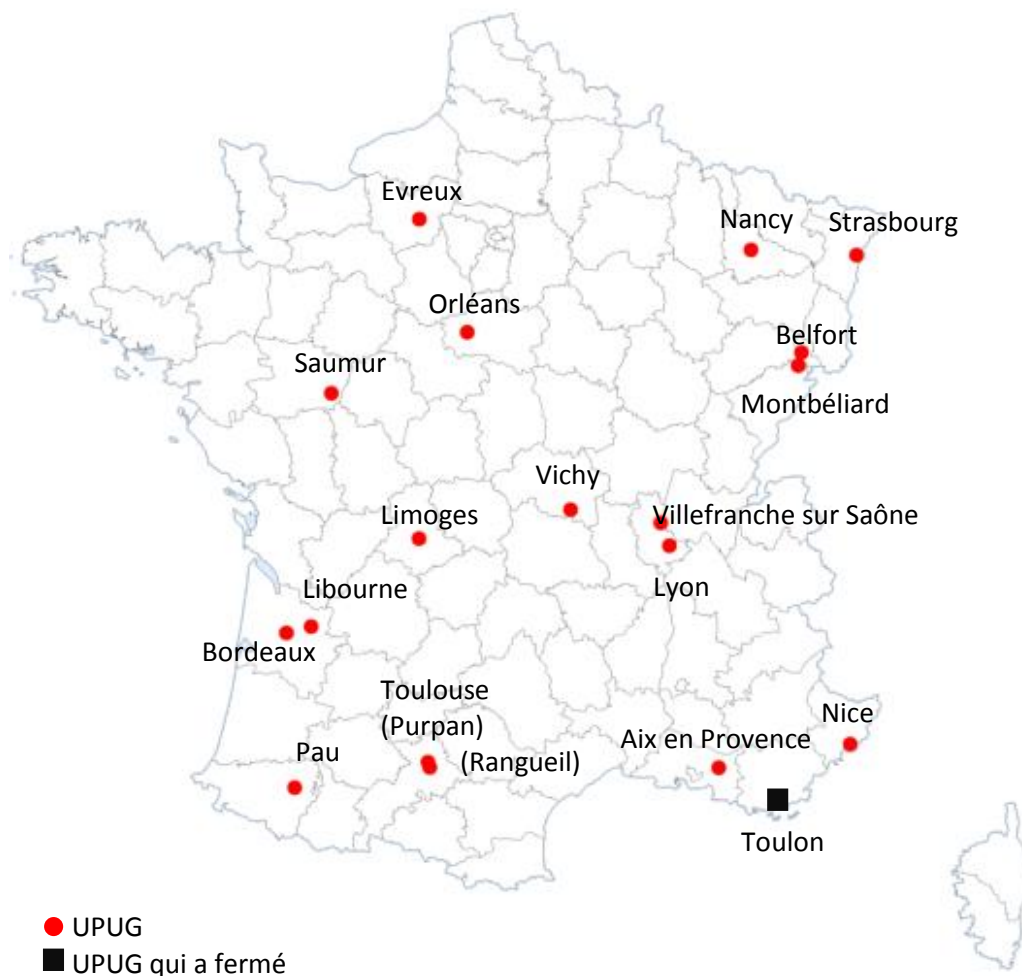 Evreux
Nancy
Strasbourg
Orléans
Belfort
Saumur
Montbéliard
Vichy
Limoges
Villefranche sur Saône
Libourne
Lyon
Bordeaux
Toulouse
(Purpan)
Nice
Pau
(Rangueil)
Aix en Provence
Toulon
UPUG
UPUG qui a fermé